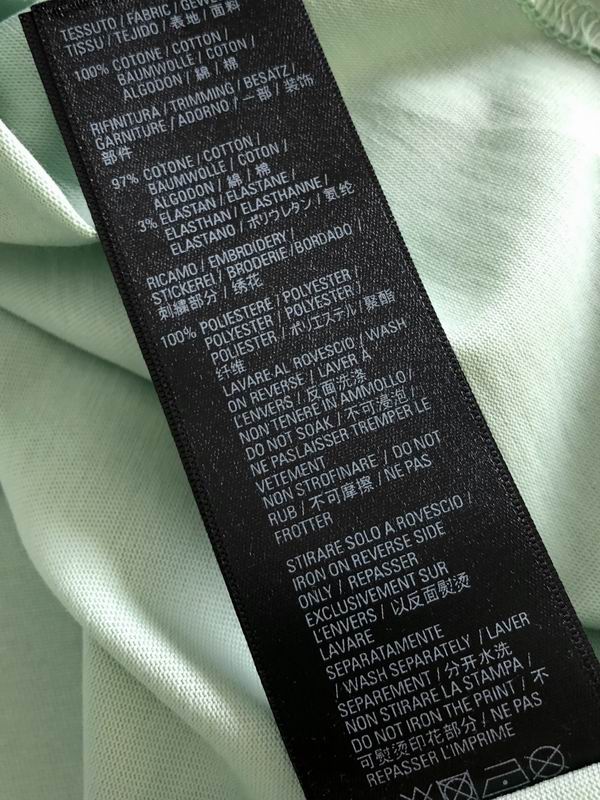 TESSUTO / FABRIC / GEWE
TISSU / TEJIDO / 表地 / 面料
100% COTONE / COTTON /
BAUMWOLLE / COTON /
ALGODON / 綿 / 棉
RIFINITURA / TRIMMING / BESATZ /
GARNITURE / ADORNO / 一部 / 装饰
部件
97% COTONE / COTTON /
BAUMWOLLE / COTON /
ALGODON / 綿 / 棉
3% ELASTAN / ELASTANE /
ELASTHAN / ELASTHANNE /
ELASTANO / ポリウレタン / 氨纶
RICAMO / EMBROIDERY /
STICKEREI / BRODERIE / BORDADO /
刺繍部分 / 绣花
100% POLIESTERE / POLYESTER /
POLYESTER / POLYESTER /
POLIESTER / ポリエステル / 聚酯
纤维
LAVARE AL ROVESCIO / WASH
ON REVERSE / LAVER À
L'ENVERS / 反面洗涤
NON TENERE IN AMMOLLO /
DO NOT SOAK / 不可浸泡 /
NE PAS LAISSER TREMPER LE
VETEMENT
NON STROFINARE / DO NOT
RUB / 不可摩擦 / NE PAS
FROTTER
STIRARE SOLO A ROVESCIO /
IRON ON REVERSE SIDE
ONLY / REPASSER
EXCLUSIVEMENT SUR
L'ENVERS / 以反面熨烫
LAVARE
SEPARATAMENTE
/ WASH SEPARATELY / LAVER
SEPAREMENT / 分开水洗
NON STIRARE LA STAMPA /
DO NOT IRON THE PRINT / 不
可熨烫印花部分 / NE PAS
REPASSER L'IMPRIME